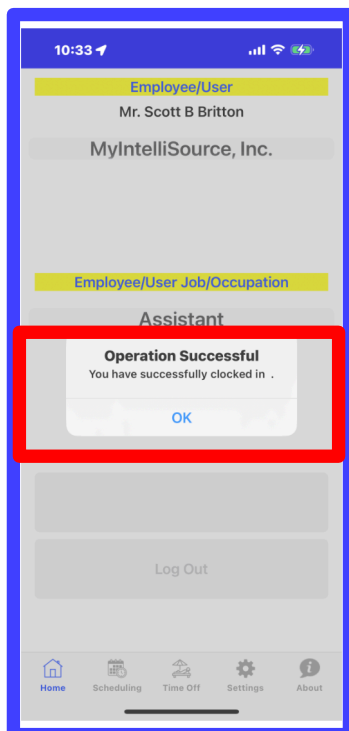 10:33
Employee/User
Mr. Scott B Britton
MyIntelliSource, Inc.
Employee/User Job/Occupation
Assistant
Operation Successful
You have successfully clocked in .
OK
Log Out
Home Scheduling Time Off Settings About